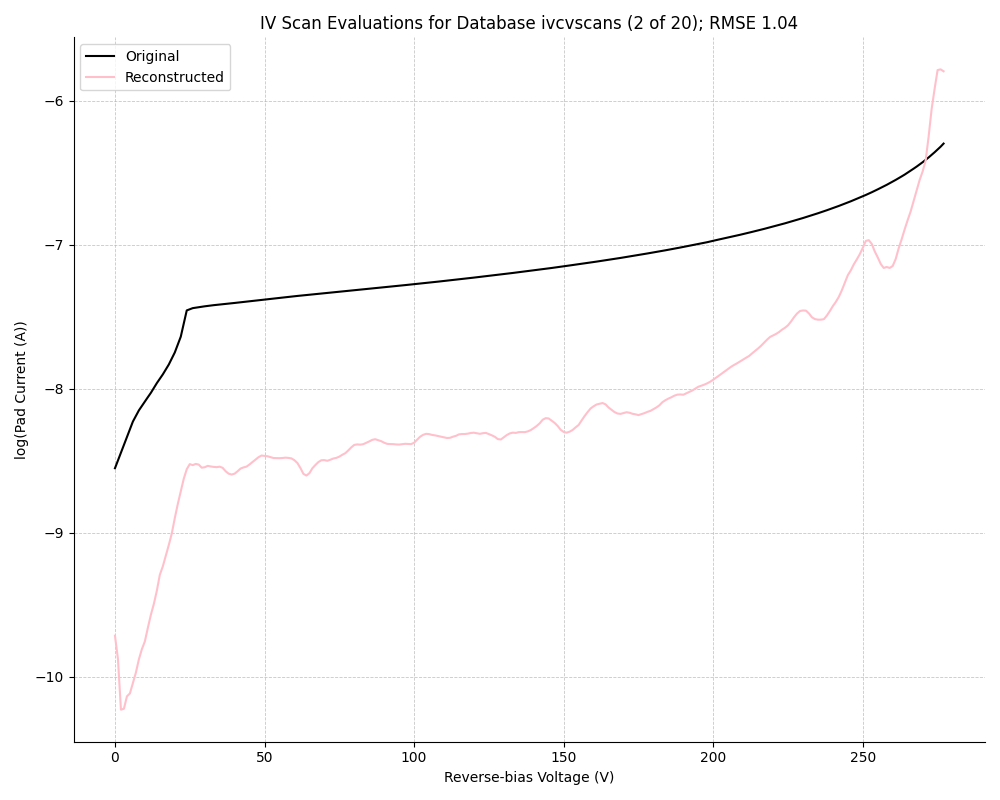 IV Scan Evaluations for Database ivcvscans (2 of 20); RMSE 1.04
Original
Reconstructed
−6
−7
−8
−9
−10
log(Pad Current (A))
0 50 100 150 200 250
Reverse-bias Voltage (V)